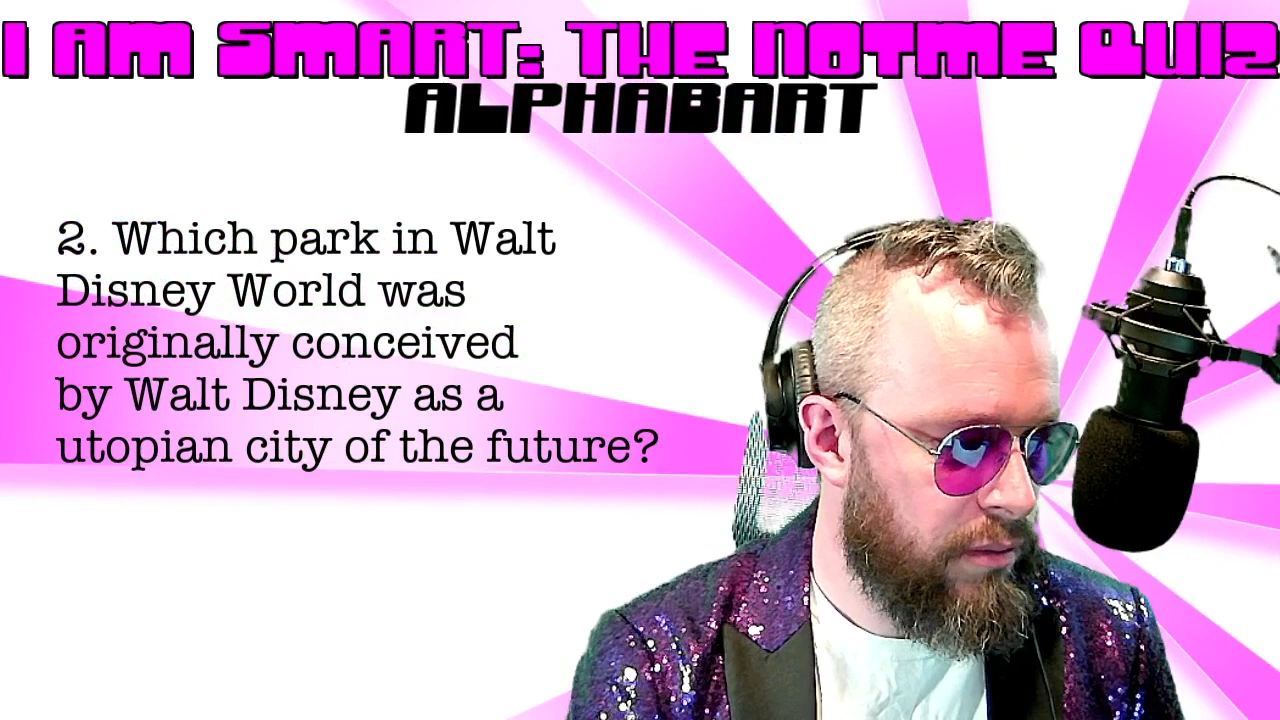 I AM SMART: THE NOTME QUIZ
ALPHABART
2. Which park in Walt
Disney World was
originally conceived
by Walt Disney as a
utopian city of the future?